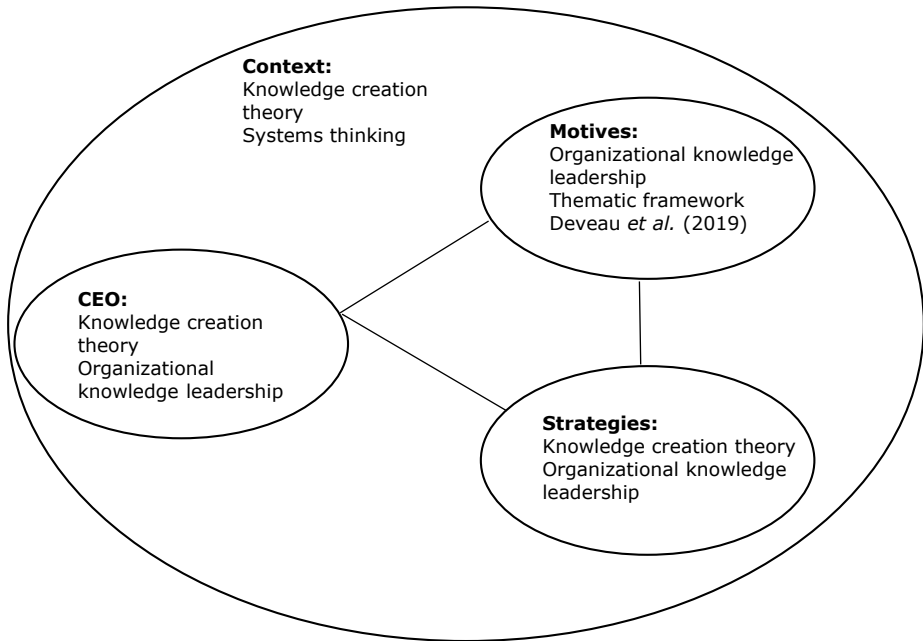 Context:
Knowledge creation
theory
Systems thinking
Motives:
Organizational knowledge
leadership
Thematic framework
Deveau et al. (2019)
CEO:
Knowledge creation
theory
Organizational
knowledge leadership
Strategies:
Knowledge creation theory
Organizational knowledge
leadership